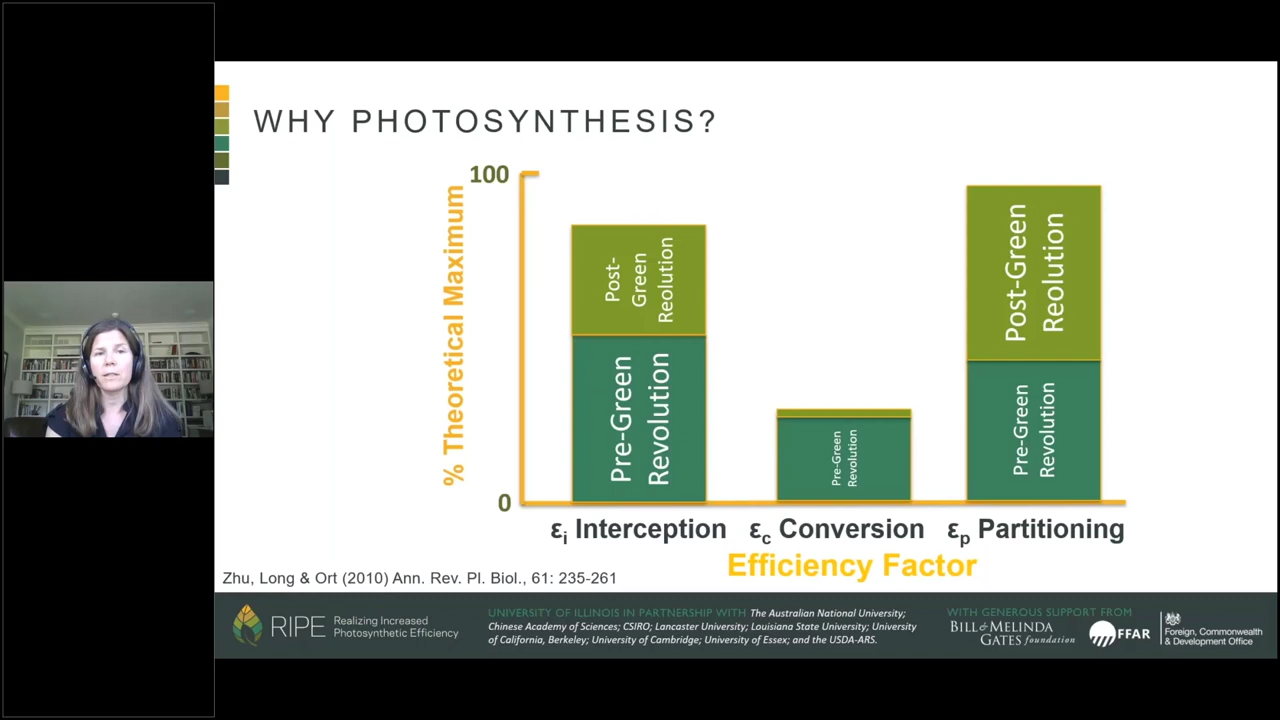 WHY PHOTOSYNTHESIS?
100
% Theoretical Maximum
0
Post-
Green
Reolution
Pre-Green
Revolution
Pre-Green
Revolution
Post-Green
Reolution
Pre-Green
Revolution
εi Interception
εc Conversion
εp Partitioning
Efficiency Factor
Zhu, Long & Ort (2010) Ann. Rev. Pl. Biol., 61: 235-261
RIPE
Realizing Increased
Photosynthetic Efficiency
UNIVERSITY OF ILLINOIS IN PARTNERSHIP WITH The Australian National University;
Chinese Academy of Sciences; CSIRO; Lancaster University; Louisiana State University; University
of California, Berkeley; University of Cambridge; University of Essex; and the USDA-ARS.
WITH GENEROUS SUPPORT FROM
BILL & MELINDA
GATES foundation
FFAR
Foreign, Commonwealth
& Development Office